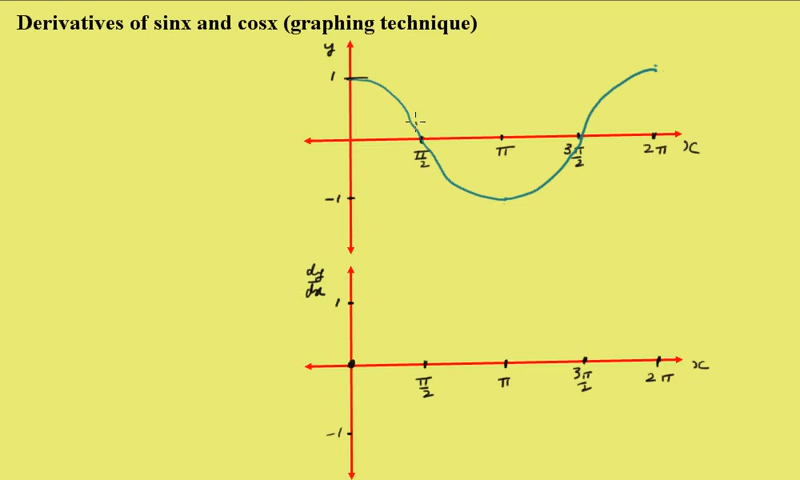 Derivatives of sinx and cosx (graphing technique)
y
1
π/2 π 3π/2 2π x
-1
dy/dx
1
π/2 π 3π/2 2π x
-1